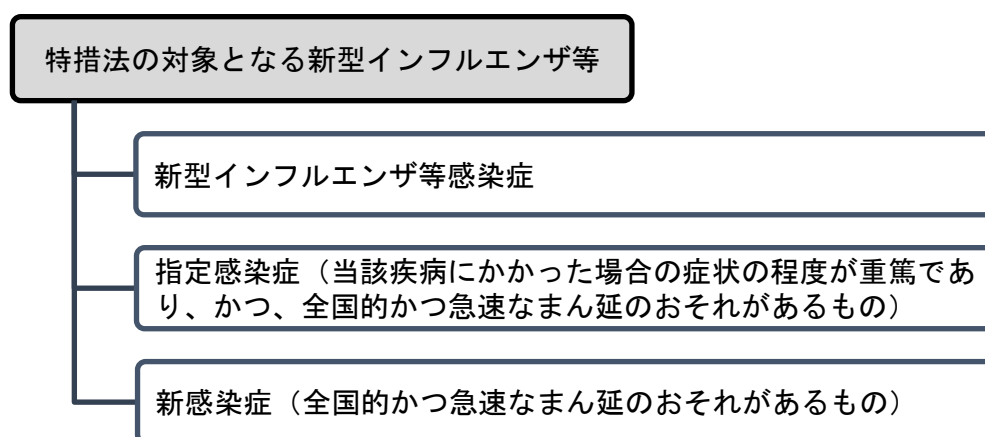 特措法の対象となる新型インフルエンザ等
新型インフルエンザ等感染症
指定感染症（当該疾病にかかった場合の症状の程度が重篤であ
り、かつ、全国的かつ急速なまん延のおそれがあるもの）
新感染症（全国的かつ急速なまん延のおそれがあるもの）